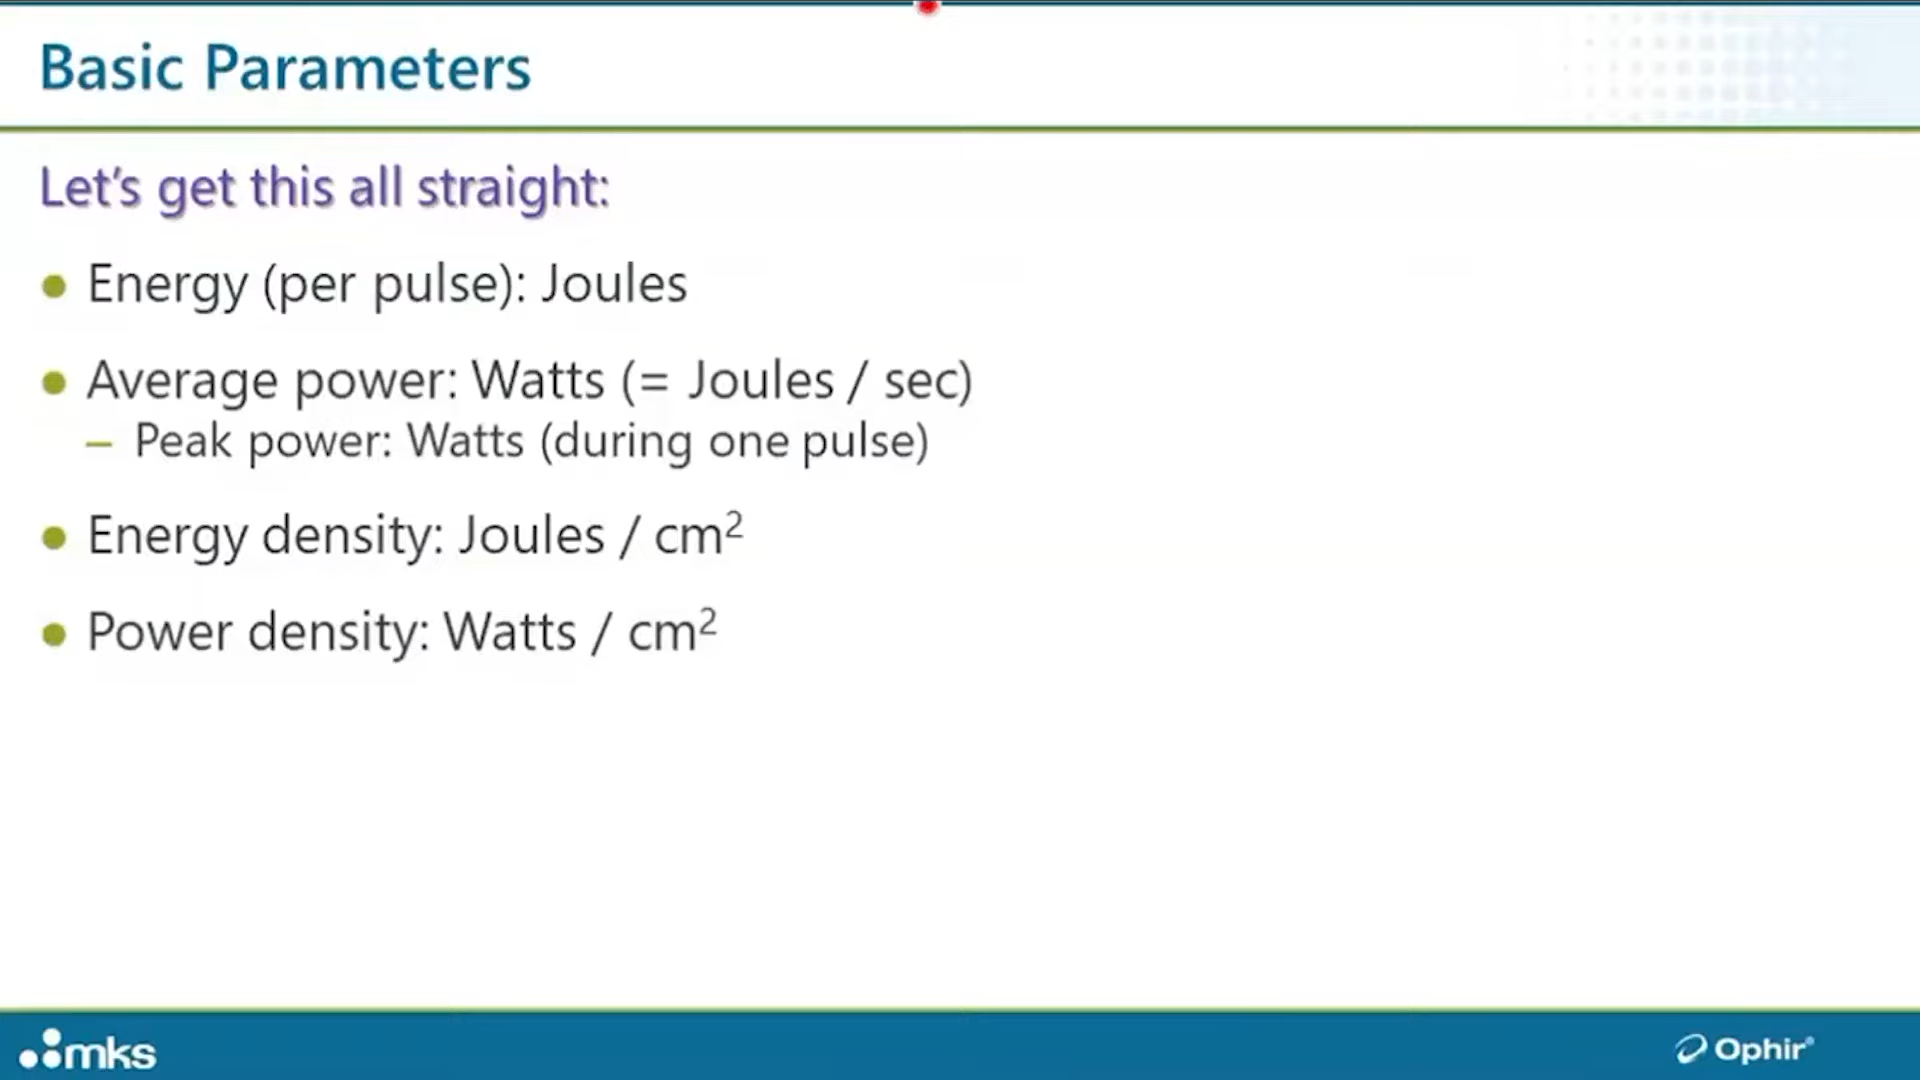 Basic Parameters
Let's get this all straight:
● Energy (per pulse): Joules
● Average power: Watts (= Joules / sec)
– Peak power: Watts (during one pulse)
● Energy density: Joules / cm²
● Power density: Watts / cm²
mks
Ophir®